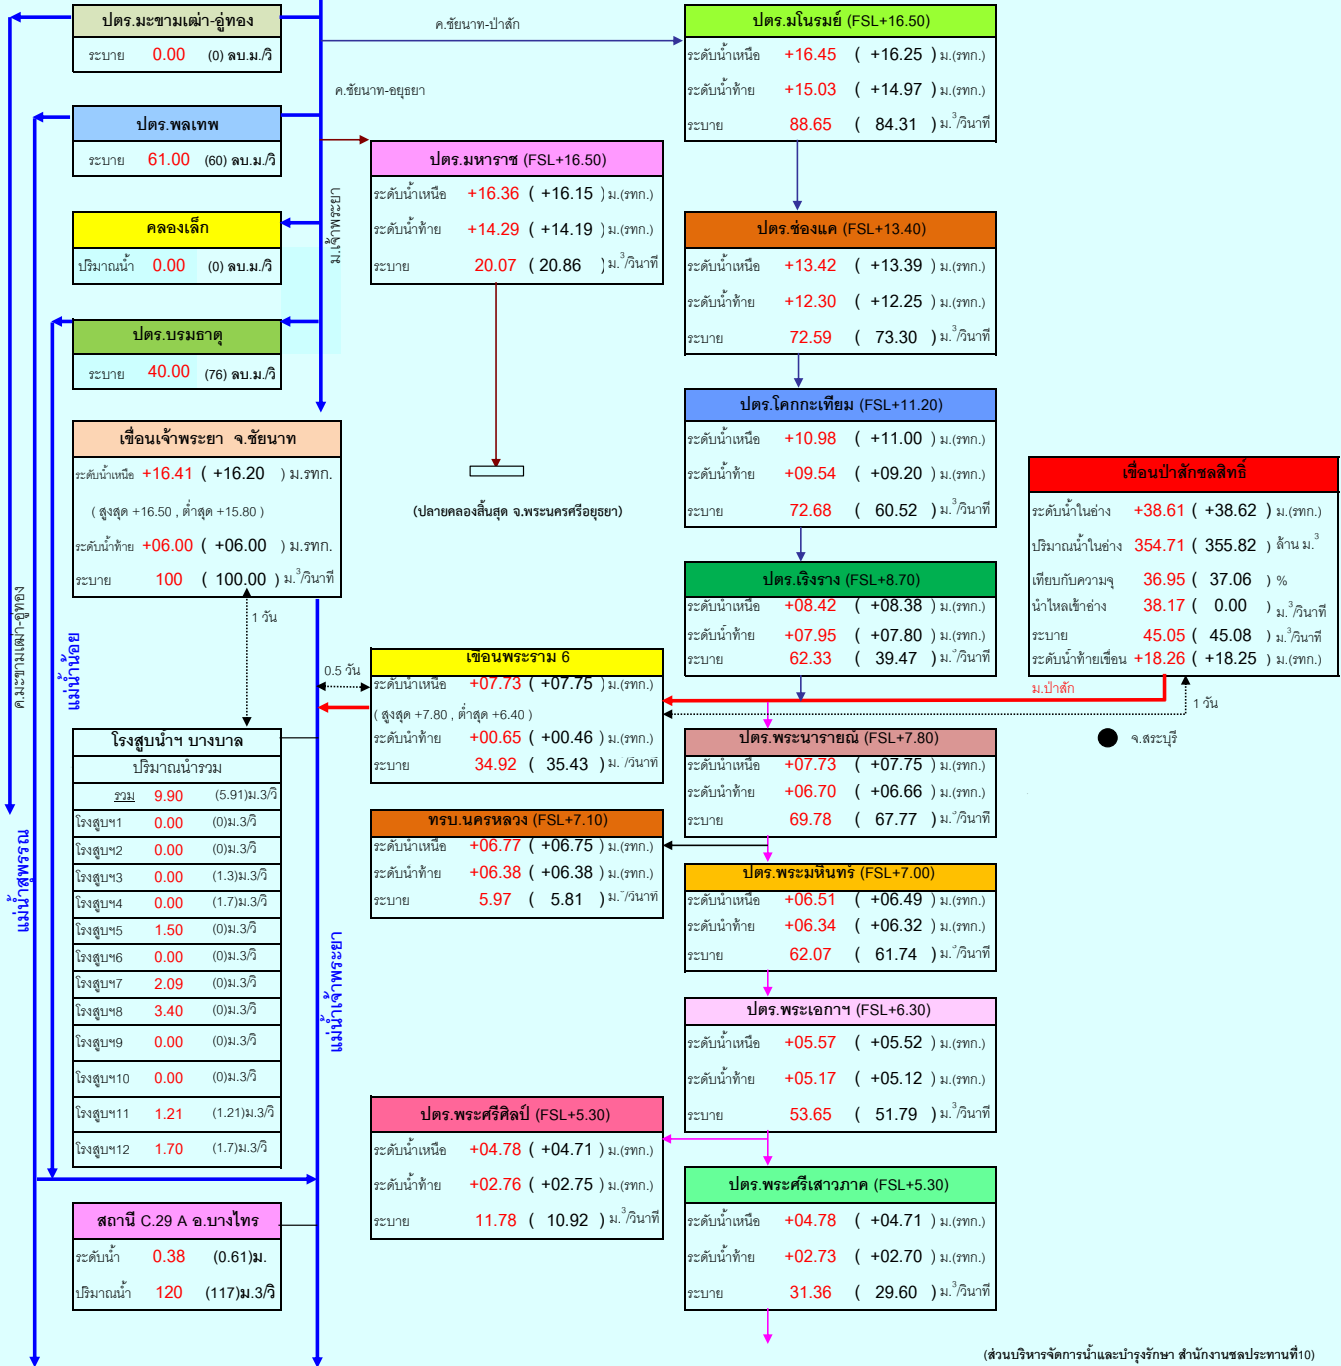 ปตร.มะขามเฒ่า-อู่ทอง
ระบาย 0.00 (0) ลบ.ม./วิ
ค.ชัยนาท-ป่าสัก
ค.ชัยนาท-อยุธยา
ปตร.มโนรมย์ (FSL+16.50)
ระดับน้ำเหนือ +16.45 ( +16.25 ) ม.(รทก.)
ระดับน้ำท้าย +15.03 ( +14.97 ) ม.(รทก.)
ระบาย 88.65 ( 84.31 ) ม.3/วินาที
ปตร.พลเทพ
ระบาย 61.00 (60) ลบ.ม./วิ
ปตร.มหาราช (FSL+16.50)
ระดับน้ำเหนือ +16.36 ( +16.15 ) ม.(รทก.)
ระดับน้ำท้าย +14.29 ( +14.19 ) ม.(รทก.)
ระบาย 20.07 ( 20.86 ) ม.3/วินาที
(ปลายคลองสิ้นสุด จ.พระนครศรีอยุธยา)
คลองเล็ก
ปริมาณน้ำ 0.00 (0) ลบ.ม./วิ
ม.เจ้าพระยา
ปตร.ช่องแค (FSL+13.40)
ระดับน้ำเหนือ +13.42 ( +13.39 ) ม.(รทก.)
ระดับน้ำท้าย +12.30 ( +12.25 ) ม.(รทก.)
ระบาย 72.59 ( 73.30 ) ม.3/วินาที
ปตร.บรมธาตุ
ระบาย 40.00 (76) ลบ.ม./วิ
ปตร.โคกกะเทียม (FSL+11.20)
ระดับน้ำเหนือ +10.98 ( +11.00 ) ม.(รทก.)
ระดับน้ำท้าย +09.54 ( +09.20 ) ม.(รทก.)
ระบาย 72.68 ( 60.52 ) ม.3/วินาที
เขื่อนเจ้าพระยา จ.ชัยนาท
ระดับน้ำเหนือ +16.41 ( +16.20 ) ม.รทก.
( สูงสุด +16.50 , ต่ำสุด +15.80 )
ระดับน้ำท้าย +06.00 ( +06.00 ) ม.รทก.
ระบาย 100 ( 100.00 ) ม.3/วินาที
1 วัน
เขื่อนป่าสักชลสิทธิ์
ระดับน้ำในอ่าง +38.61 ( +38.62 ) ม.(รทก.)
ปริมาณน้ำในอ่าง 354.71 ( 355.82 ) ล้าน ม.3
เทียบกับความจุ 36.95 ( 37.06 ) %
น้ำไหลเข้าอ่าง 38.17 ( 0.00 ) ม.3/วินาที
ระบาย 45.05 ( 45.08 ) ม.3/วินาที
ระดับน้ำท้ายเขื่อน +18.26 ( +18.25 ) ม.(รทก.)
ม.ป่าสัก
1 วัน
จ.สระบุรี
ปตร.เริงราง (FSL+8.70)
ระดับน้ำเหนือ +08.42 ( +08.38 ) ม.(รทก.)
ระดับน้ำท้าย +07.95 ( +07.80 ) ม.(รทก.)
ระบาย 62.33 ( 39.47 ) ม.3/วินาที
ค.มะขามเฒ่า-อู่ทอง
แม่น้ำน้อย
0.5 วัน
เขื่อนพระราม 6
ระดับน้ำเหนือ +07.73 ( +07.75 ) ม.(รทก.)
( สูงสุด +7.80 , ต่ำสุด +6.40 )
ระดับน้ำท้าย +00.65 ( +00.46 ) ม.(รทก.)
ระบาย 34.92 ( 35.43 ) ม. /วินาที
ปตร.พระนารายณ์ (FSL+7.80)
ระดับน้ำเหนือ +07.73 ( +07.75 ) ม.(รทก.)
ระดับน้ำท้าย +06.70 ( +06.66 ) ม.(รทก.)
ระบาย 69.78 ( 67.77 ) ม.3/วินาที
โรงสูบน้ำฯ บางบาล
ปริมาณน้ำรวม
รวม 9.90 (5.91)ม.3/วิ
โรงสูบฯ1 0.00 (0)ม.3/วิ
โรงสูบฯ2 0.00 (0)ม.3/วิ
โรงสูบฯ3 0.00 (1.3)ม.3/วิ
โรงสูบฯ4 0.00 (1.7)ม.3/วิ
โรงสูบฯ5 1.50 (0)ม.3/วิ
โรงสูบฯ6 0.00 (0)ม.3/วิ
โรงสูบฯ7 2.09 (0)ม.3/วิ
โรงสูบฯ8 3.40 (0)ม.3/วิ
โรงสูบฯ9 0.00 (0)ม.3/วิ
โรงสูบฯ10 0.00 (0)ม.3/วิ
โรงสูบฯ11 1.21 (1.21)ม.3/วิ
โรงสูบฯ12 1.70 (1.7)ม.3/วิ
แม่น้ำสุพรรณ
แม่น้ำเจ้าพระยา
ทรบ.นครหลวง (FSL+7.10)
ระดับน้ำเหนือ +06.77 ( +06.75 ) ม.(รทก.)
ระดับน้ำท้าย +06.38 ( +06.38 ) ม.(รทก.)
ระบาย 5.97 ( 5.81 ) ม.3/วินาที
ปตร.พระมหินทร์ (FSL+7.00)
ระดับน้ำเหนือ +06.51 ( +06.49 ) ม.(รทก.)
ระดับน้ำท้าย +06.34 ( +06.32 ) ม.(รทก.)
ระบาย 62.07 ( 61.74 ) ม.3/วินาที
ปตร.พระเอกาฯ (FSL+6.30)
ระดับน้ำเหนือ +05.57 ( +05.52 ) ม.(รทก.)
ระดับน้ำท้าย +05.17 ( +05.12 ) ม.(รทก.)
ระบาย 53.65 ( 51.79 ) ม.3/วินาที
ปตร.พระศรีศิลป์ (FSL+5.30)
ระดับน้ำเหนือ +04.78 ( +04.71 ) ม.(รทก.)
ระดับน้ำท้าย +02.76 ( +02.75 ) ม.(รทก.)
ระบาย 11.78 ( 10.92 ) ม.3/วินาที
ปตร.พระศรีเสาวภาค (FSL+5.30)
ระดับน้ำเหนือ +04.78 ( +04.71 ) ม.(รทก.)
ระดับน้ำท้าย +02.73 ( +02.70 ) ม.(รทก.)
ระบาย 31.36 ( 29.60 ) ม.3/วินาที
สถานี C.29 A อ.บางไทร
ระดับน้ำ 0.38 (0.61)ม.
ปริมาณน้ำ 120 (117)ม.3/วิ
(ส่วนบริหารจัดการน้ำและบำรุงรักษา สำนักงานชลประทานที่10)